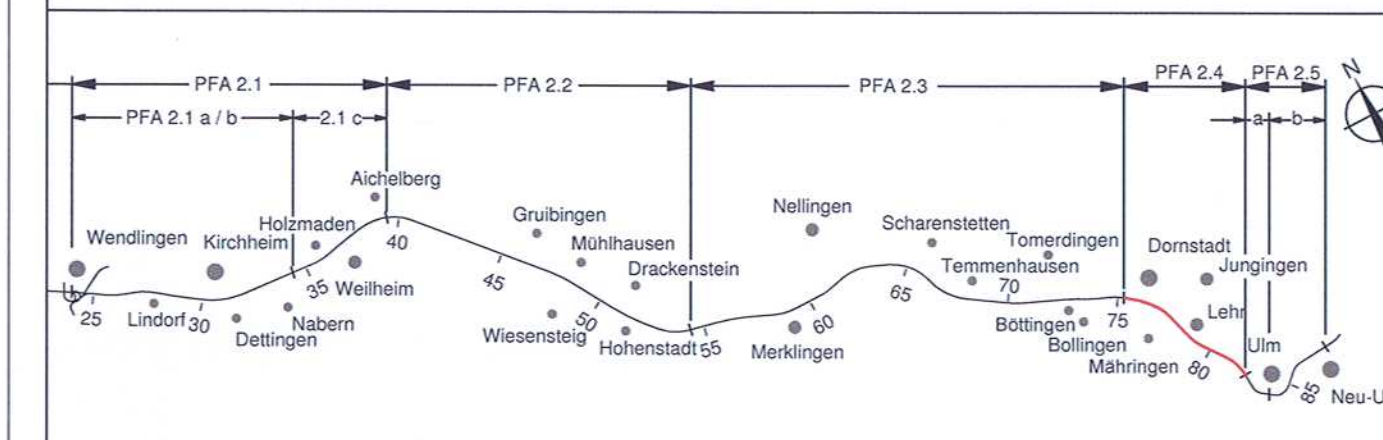 PFA 2.1
PFA 2.2
PFA 2.3
PFA 2.4
PFA 2.5
N
PFA 2.1 a / b
2.1 c
a
b
Aichelberg
Wendlingen
Kirchheim
Holzmaden
40
Gruibingen
Mühlhausen
Drackenstein
Nellingen
Scharenstetten
Tomerdingen
Dornstadt
Jungingen
Temmenhausen
35
Weilheim
45
65
70
25
Lindorf
30
Dettingen
Nabern
Wiesensteig
50
Hohenstadt
55
Merklingen
60
Böttingen
Bollingen
Mähringen
75
Lehr
80
Ulm
85
Neu-U